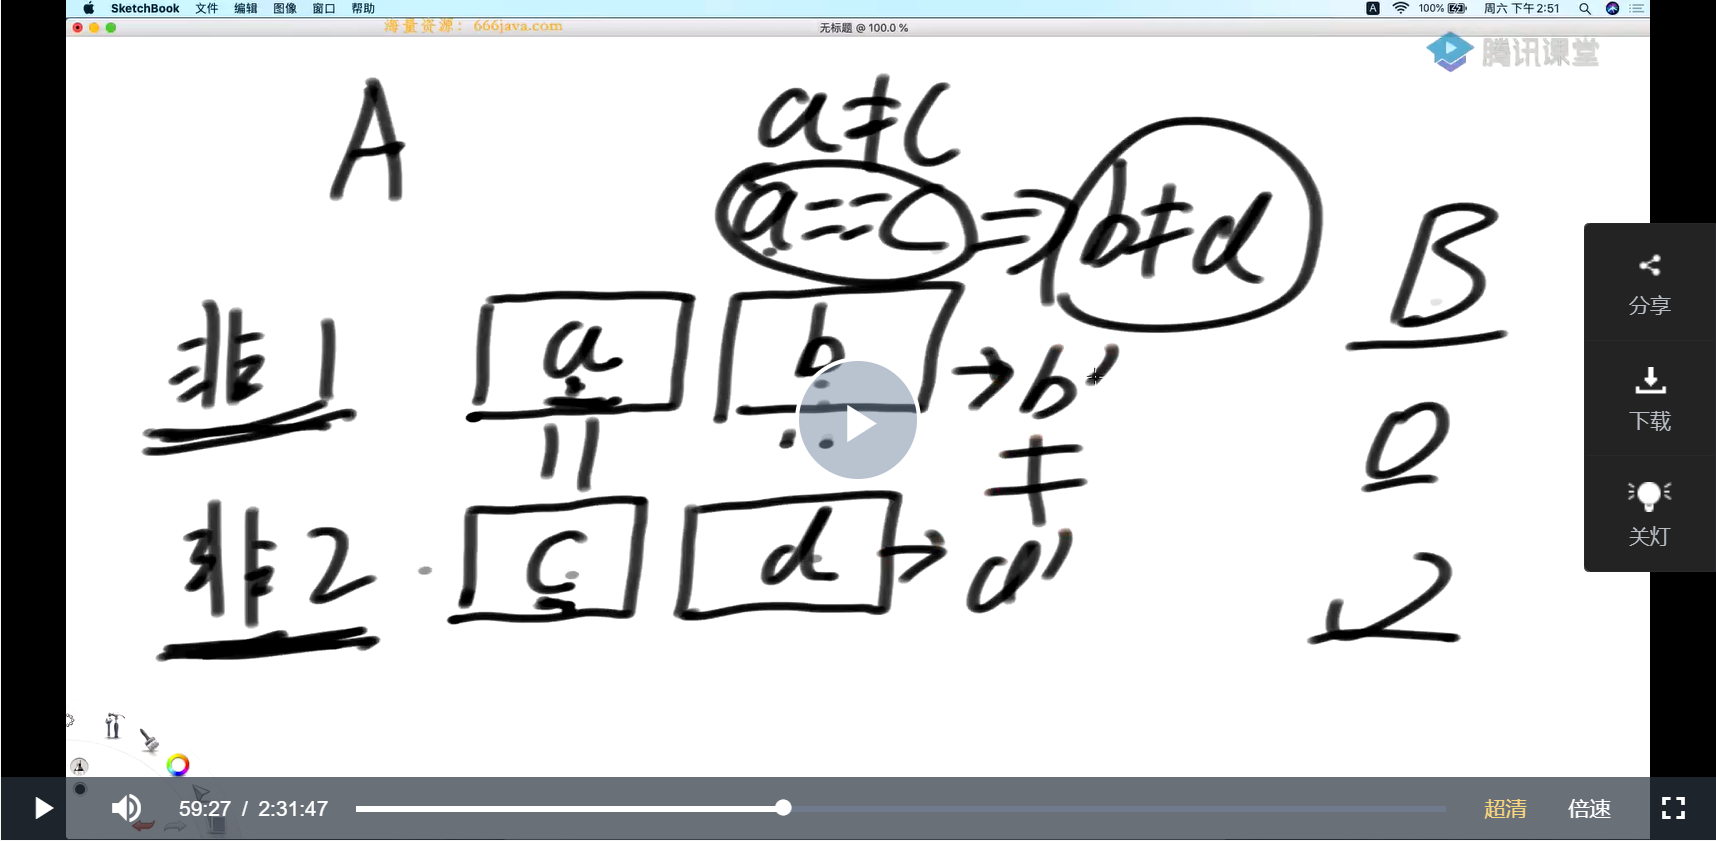 SketchBook 文件 编辑 图像 窗口 帮助
A 100% 周六 下午2:51
海量资源：666java.com
无标题 @ 100.0 %
腾讯课堂
A
a≠c
a==c => b≠d
B
分享
非1 a b -> b'
下载
= ≠
0
关灯
非2 c d -> d'
2
59:27 / 2:31:47
超清 倍速